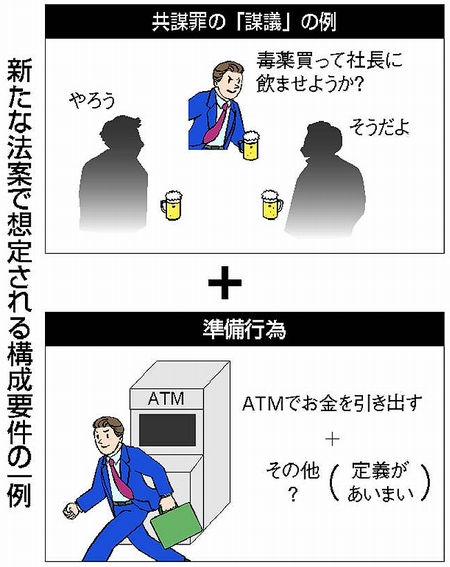 新たな法案で想定される構成要件の一例
共謀罪の「謀議」の例
毒薬買って社長に
飲ませようか?
やろう
そうだよ
+
準備行為
ATM
ATMでお金を引き出す
+
その他
?
(定義が
あいまい)